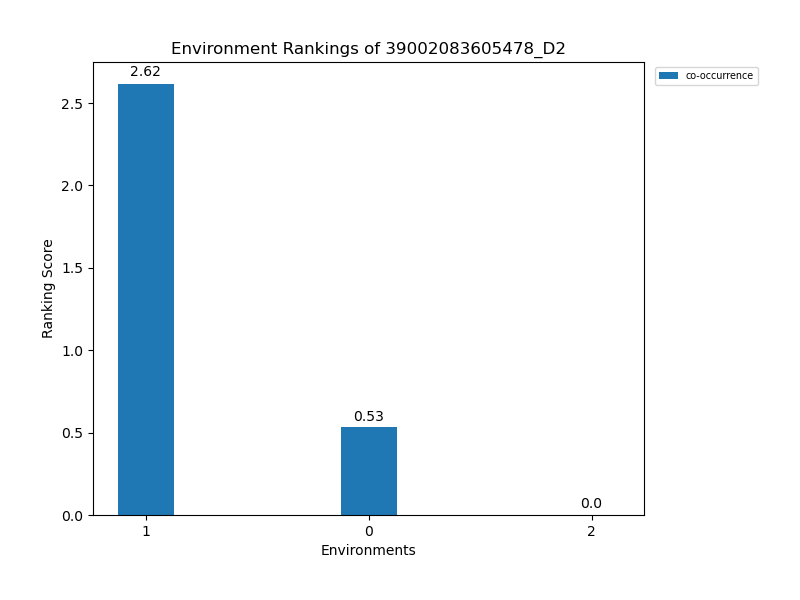 Environment Rankings of 39002083605478_D2
co-occurrence
2.62
0.53
0.0
Ranking Score
2.5
2.0
1.5
1.0
0.5
0.0
1 0 2
Environments